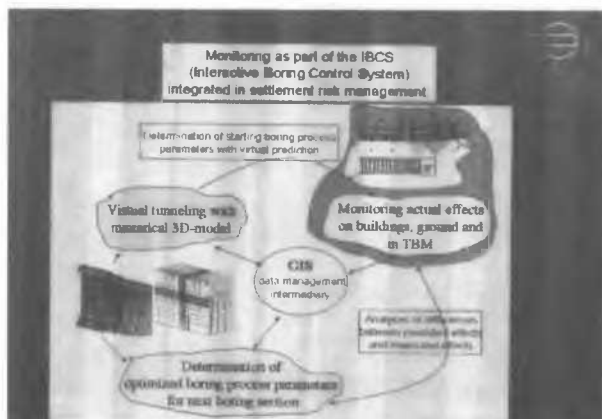 Monitoring as part of the IBCS
(Interactive Boring Control System)
integrated in settlement risk management
Determination of starting boring process
parameters with virtual prediction
Virtual tunneling with
numerical 3D-model
Monitoring actual effects
on buildings, ground and
in TBM
GIS
data management
intermediary
Analysis of differences
between predicted effects
and measured effects
Determination of
optimized boring process parameters
for next boring section